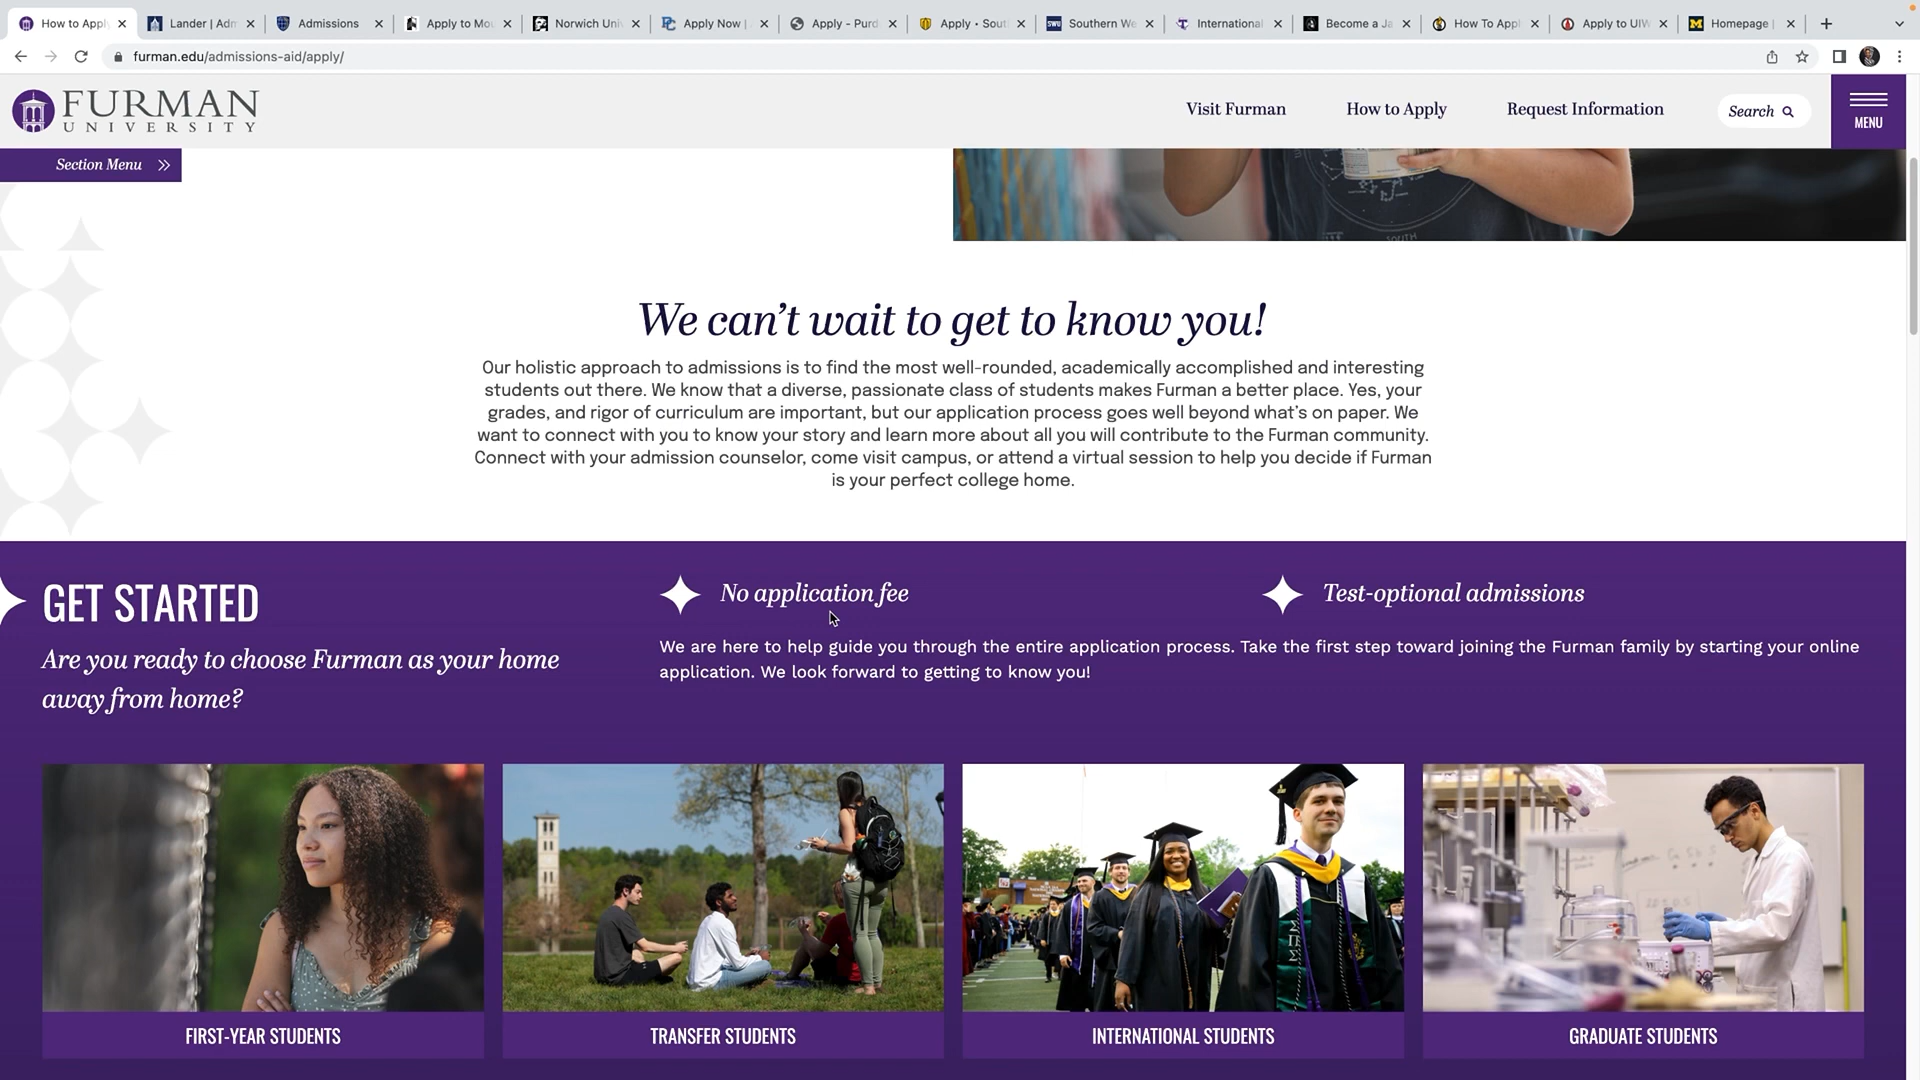 How to App
Lander | Adm
Admissions
Apply to Mou
Norwich Univ
Apply Now |
Apply - Purd
Apply • Sout
Southern We
International
Become a Ja
How To Appl
Apply to UIW
Homepage |
furman.edu/admissions-aid/apply/
FURMAN
UNIVERSITY
Visit Furman
How to Apply
Request Information
Search
MENU
Section Menu
We can’t wait to get to know you!
Our holistic approach to admissions is to find the most well-rounded, academically accomplished and interesting
students out there. We know that a diverse, passionate class of students makes Furman a better place. Yes, your
grades, and rigor of curriculum are important, but our application process goes well beyond what’s on paper. We
want to connect with you to know your story and learn more about all you will contribute to the Furman community.
Connect with your admission counselor, come visit campus, or attend a virtual session to help you decide if Furman
is your perfect college home.
GET STARTED
Are you ready to choose Furman as your home
away from home?
No application fee
Test-optional admissions
We are here to help guide you through the entire application process. Take the first step toward joining the Furman family by starting your online
application. We look forward to getting to know you!
FIRST-YEAR STUDENTS
TRANSFER STUDENTS
INTERNATIONAL STUDENTS
GRADUATE STUDENTS